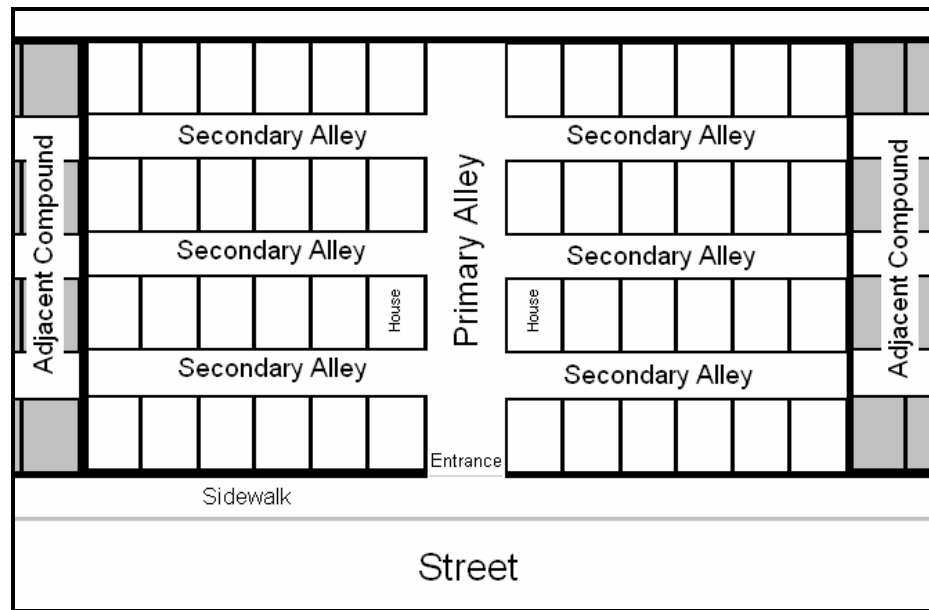 Secondary Alley
Secondary Alley
Adjacent Compound
Primary Alley
Adjacent Compound
Secondary Alley
Secondary Alley
House
House
Secondary Alley
Secondary Alley
Entrance
Sidewalk
Street